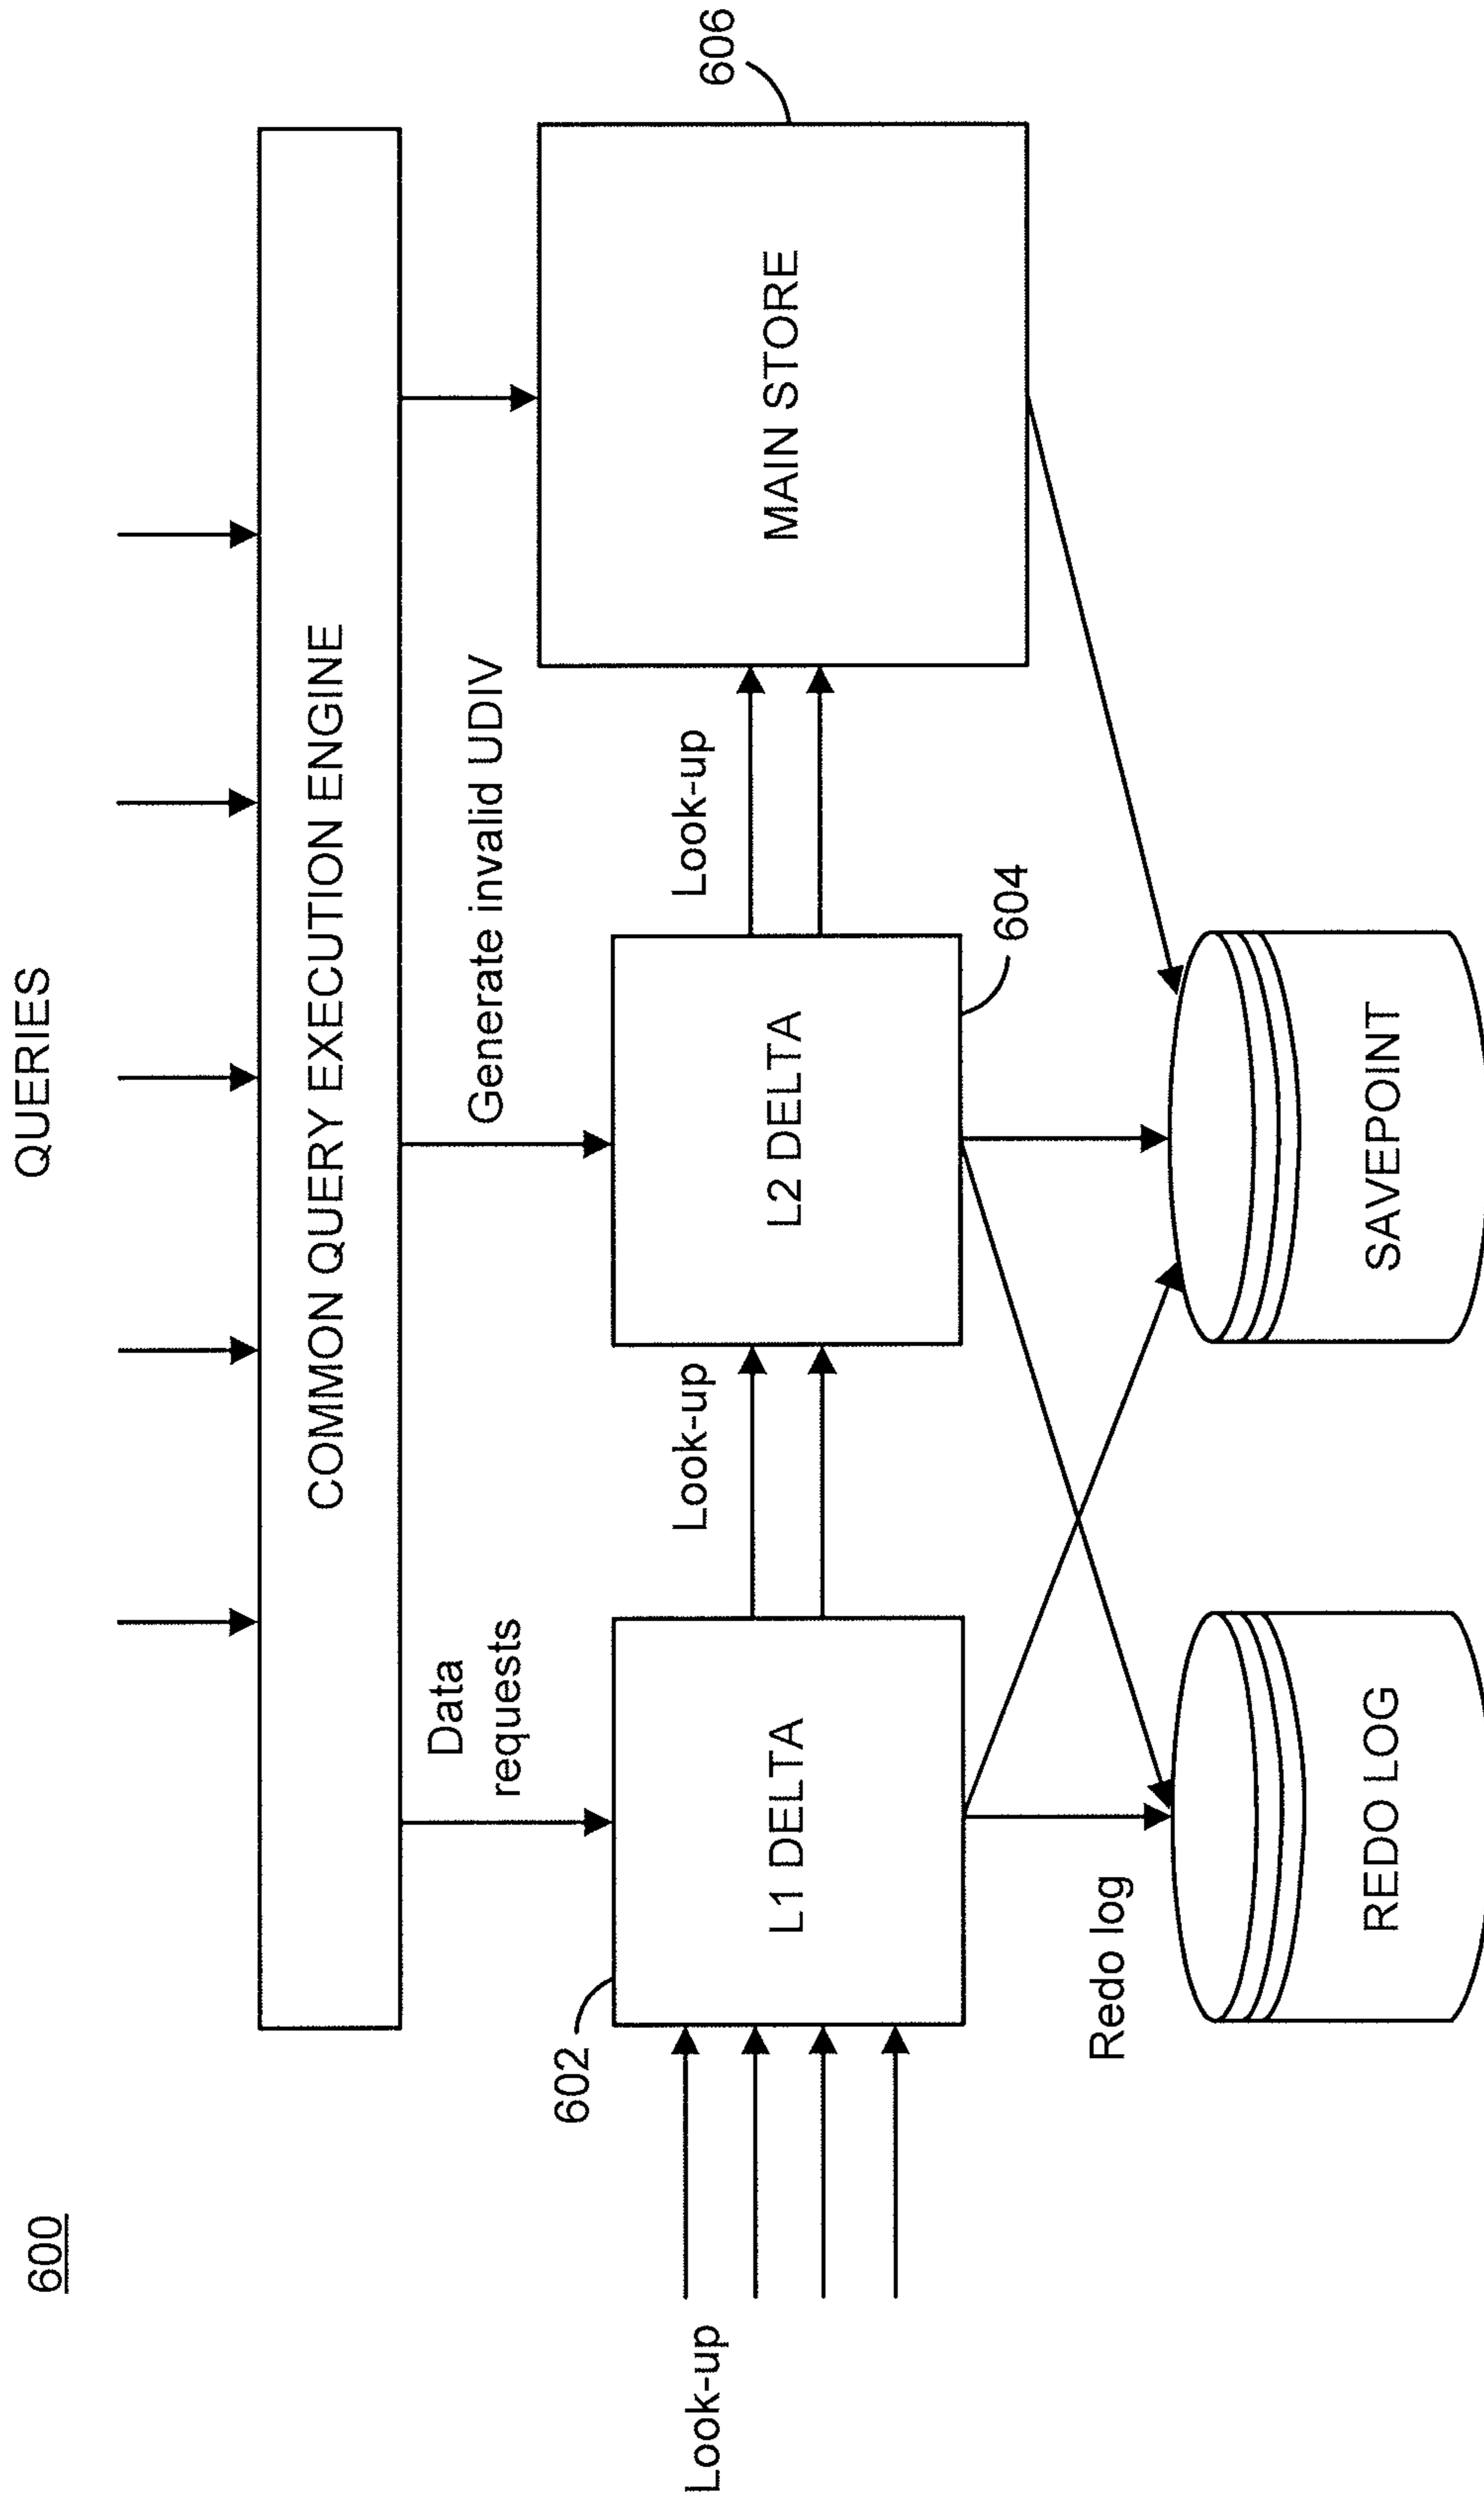 600
QUERIES
COMMON QUERY EXECUTION ENGINE
Data
requests
Generate invalid UDIV
602
606
Look-up
L1 DELTA
Look-up
L2 DELTA
Look-up
MAIN STORE
604
Redo log
REDO LOG
SAVEPOINT